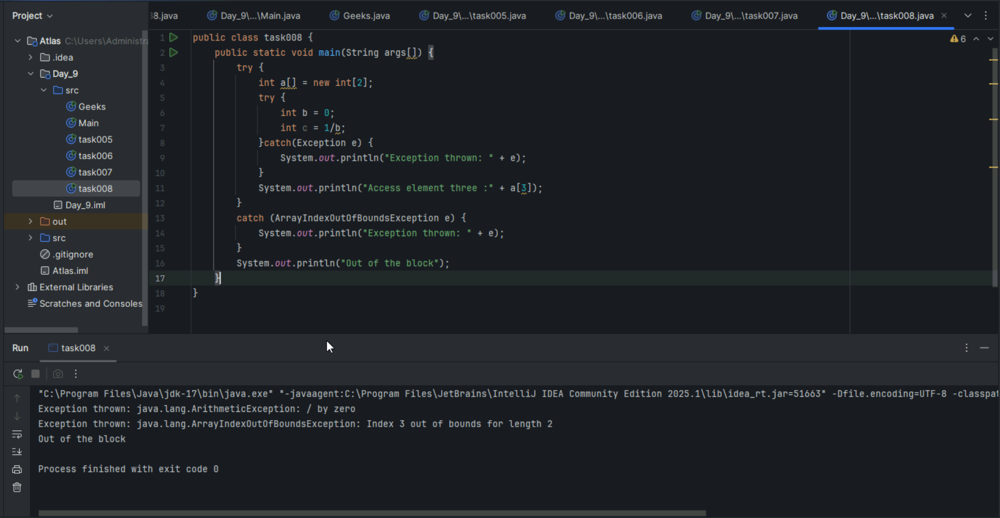 Project
38.java
Day_9\...\Main.java
Geeks.java
Day_9\...\task005.java
Day_9\...\task006.java
Day_9\...\task007.java
Day_9\...\task008.java
Atlas C:\Users\Administra
.idea
Day_9
src
Geeks
Main
task005
task006
task007
task008
Day_9.iml
out
src
.gitignore
Atlas.iml
External Libraries
Scratches and Consoles
6
1 public class task008 {
2 public static void main(String args[]) {
3 try {
4 int a[] = new int[2];
5 try {
6 int b = 0;
7 int c = 1/b;
8 }catch(Exception e) {
9 System.out.println("Exception thrown: " + e);
10 }
11 System.out.println("Access element three :" + a[3]);
12 }
13 catch (ArrayIndexOutOfBoundsException e) {
14 System.out.println("Exception thrown: " + e);
15 }
16 System.out.println("Out of the block");
17 }
18 }
19
Run task008
"C:\Program Files\Java\jdk-17\bin\java.exe" "-javaagent:C:\Program Files\JetBrains\IntelliJ IDEA Community Edition 2025.1\lib\idea_rt.jar=51663" -Dfile.encoding=UTF-8 -classpat
Exception thrown: java.lang.ArithmeticException: / by zero
Exception thrown: java.lang.ArrayIndexOutOfBoundsException: Index 3 out of bounds for length 2
Out of the block
Process finished with exit code 0